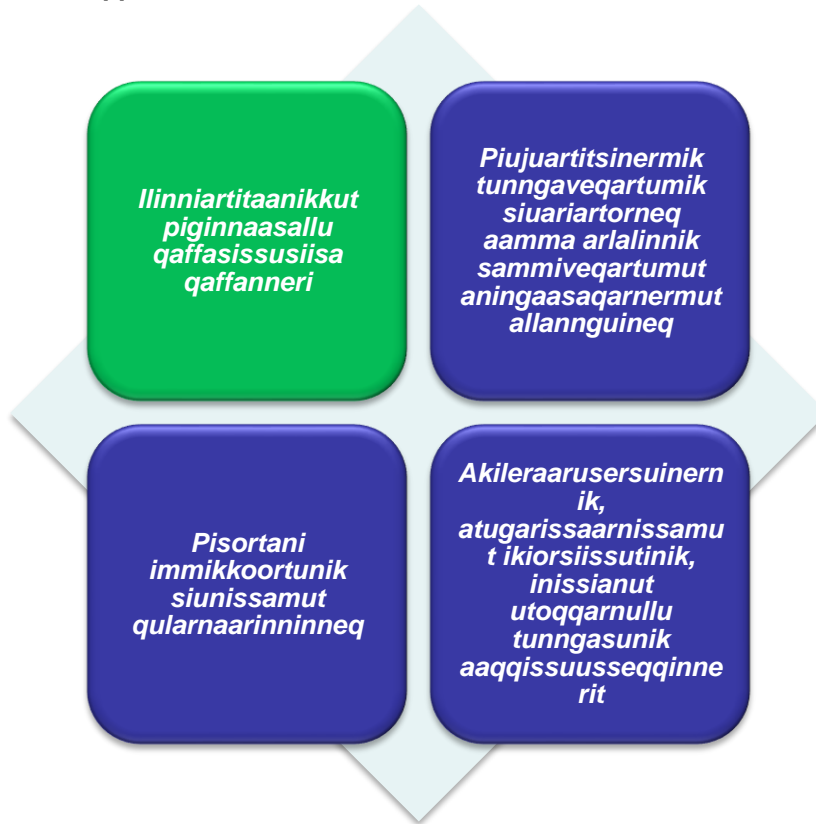 Ilinniartitaanikkut
piginnaasallu
qaffasissusiisa
qaffanneri
Piujuartitsinermik
tunngaveqartumik
siuariartorneq
aamma arlalinnik
sammiveqartumut
aningaasaqarnermut
allannguineq
Pisortani
immikkoortunik
siunissamut
qularnaarinninneq
Akileraarusersuinern
ik,
atugarissaarnissamu
t ikiorsiissutinik,
inissianut
utoqqarnullu
tunngasunik
aaqqissuusseqqinne
rit